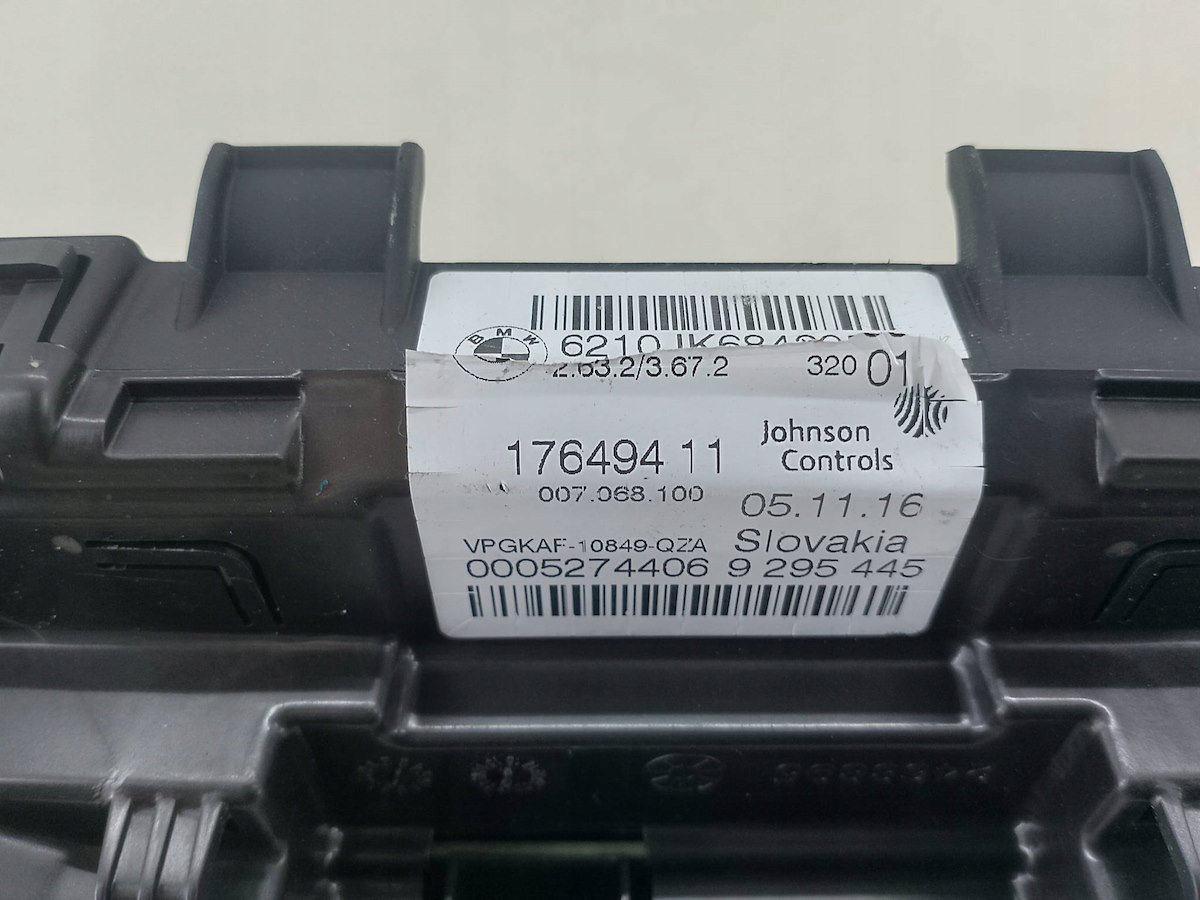 BMW
2.63.2/3.67.2 320 01
Johnson
Controls
176494 11
007.068.100
05.11.16
VPGKAF-10849-QZA Slovakia
0005274406 9 295 445